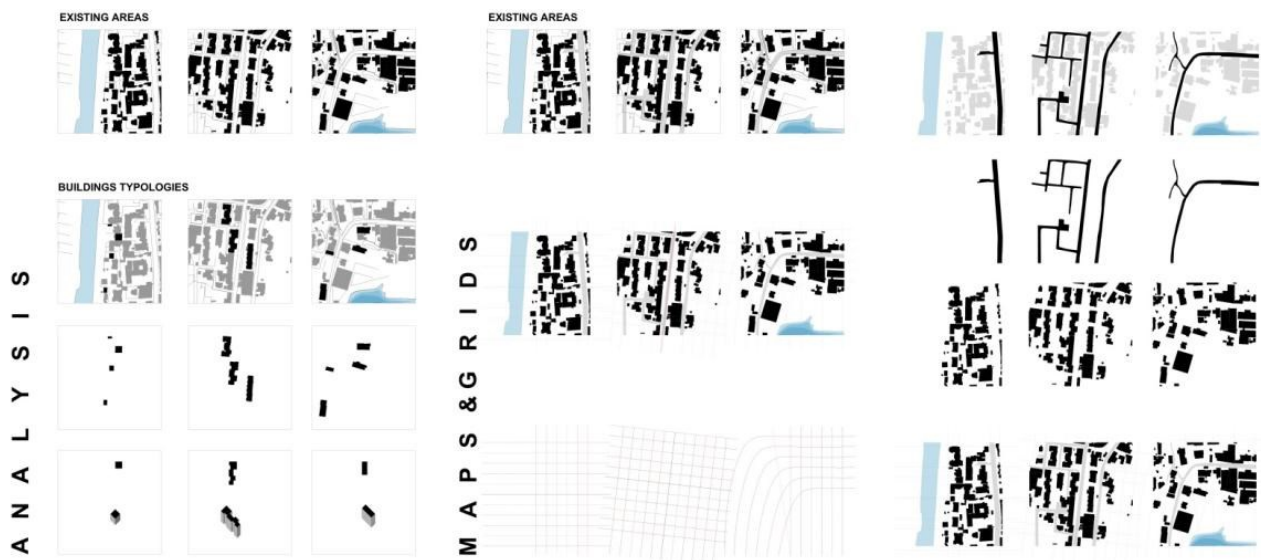 EXISTING AREAS
BUILDINGS TYPOLOGIES
ANALYSIS
EXISTING AREAS
MAPS &GRIDS